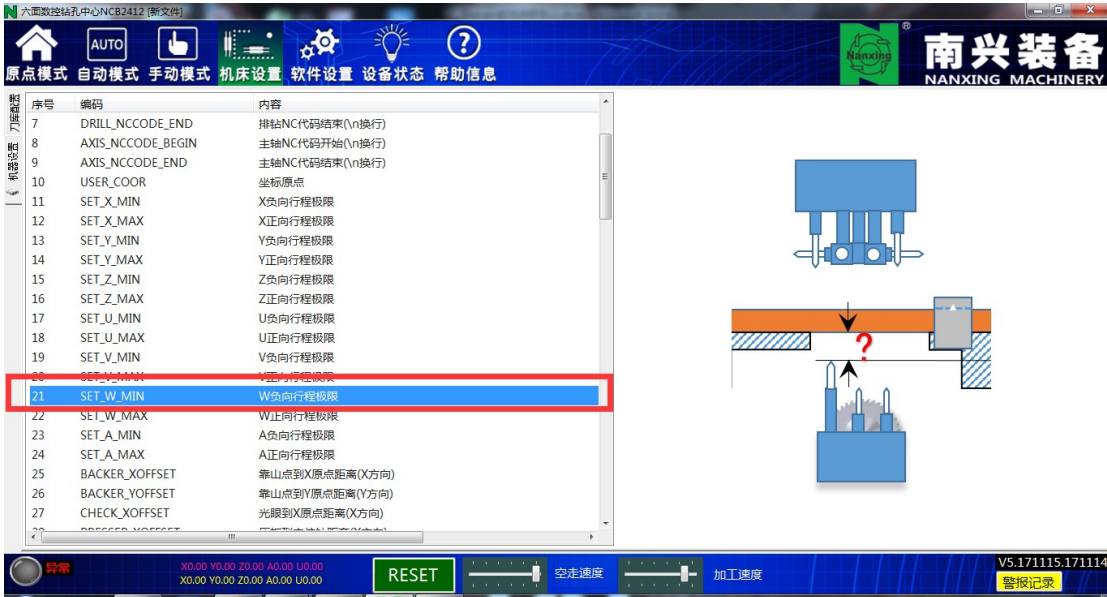 六面数控钻孔中心NCB2412 [新文件]
原点模式 AUTO 自动模式 手动模式 机床设置 软件设置 设备状态 ? 帮助信息
Nanxing ®
南兴装备
NANXING MACHINERY
刀库配置
机器设置
序号 编码 内容
7 DRILL_NCCODE_END 排钻NC代码结束(\n换行)
8 AXIS_NCCODE_BEGIN 主轴NC代码开始(\n换行)
9 AXIS_NCCODE_END 主轴NC代码结束(\n换行)
10 USER_COOR 坐标原点
11 SET_X_MIN X负向行程极限
12 SET_X_MAX X正向行程极限
13 SET_Y_MIN Y负向行程极限
14 SET_Y_MAX Y正向行程极限
15 SET_Z_MIN Z负向行程极限
16 SET_Z_MAX Z正向行程极限
17 SET_U_MIN U负向行程极限
18 SET_U_MAX U正向行程极限
19 SET_V_MIN V负向行程极限
20 SET_V_MAX V正向行程极限
21 SET_W_MIN W负向行程极限
22 SET_W_MAX W正向行程极限
23 SET_A_MIN A负向行程极限
24 SET_A_MAX A正向行程极限
25 BACKER_XOFFSET 靠山点到X原点距离(X方向)
26 BACKER_YOFFSET 靠山点到Y原点距离(Y方向)
27 CHECK_XOFFSET 光眼到X原点距离(X方向)
?
异常
X0.00 Y0.00 Z0.00 A0.00 U0.00
X0.00 Y0.00 Z0.00 A0.00 U0.00
RESET
空走速度
加工速度
V5.171115.171114
警报记录